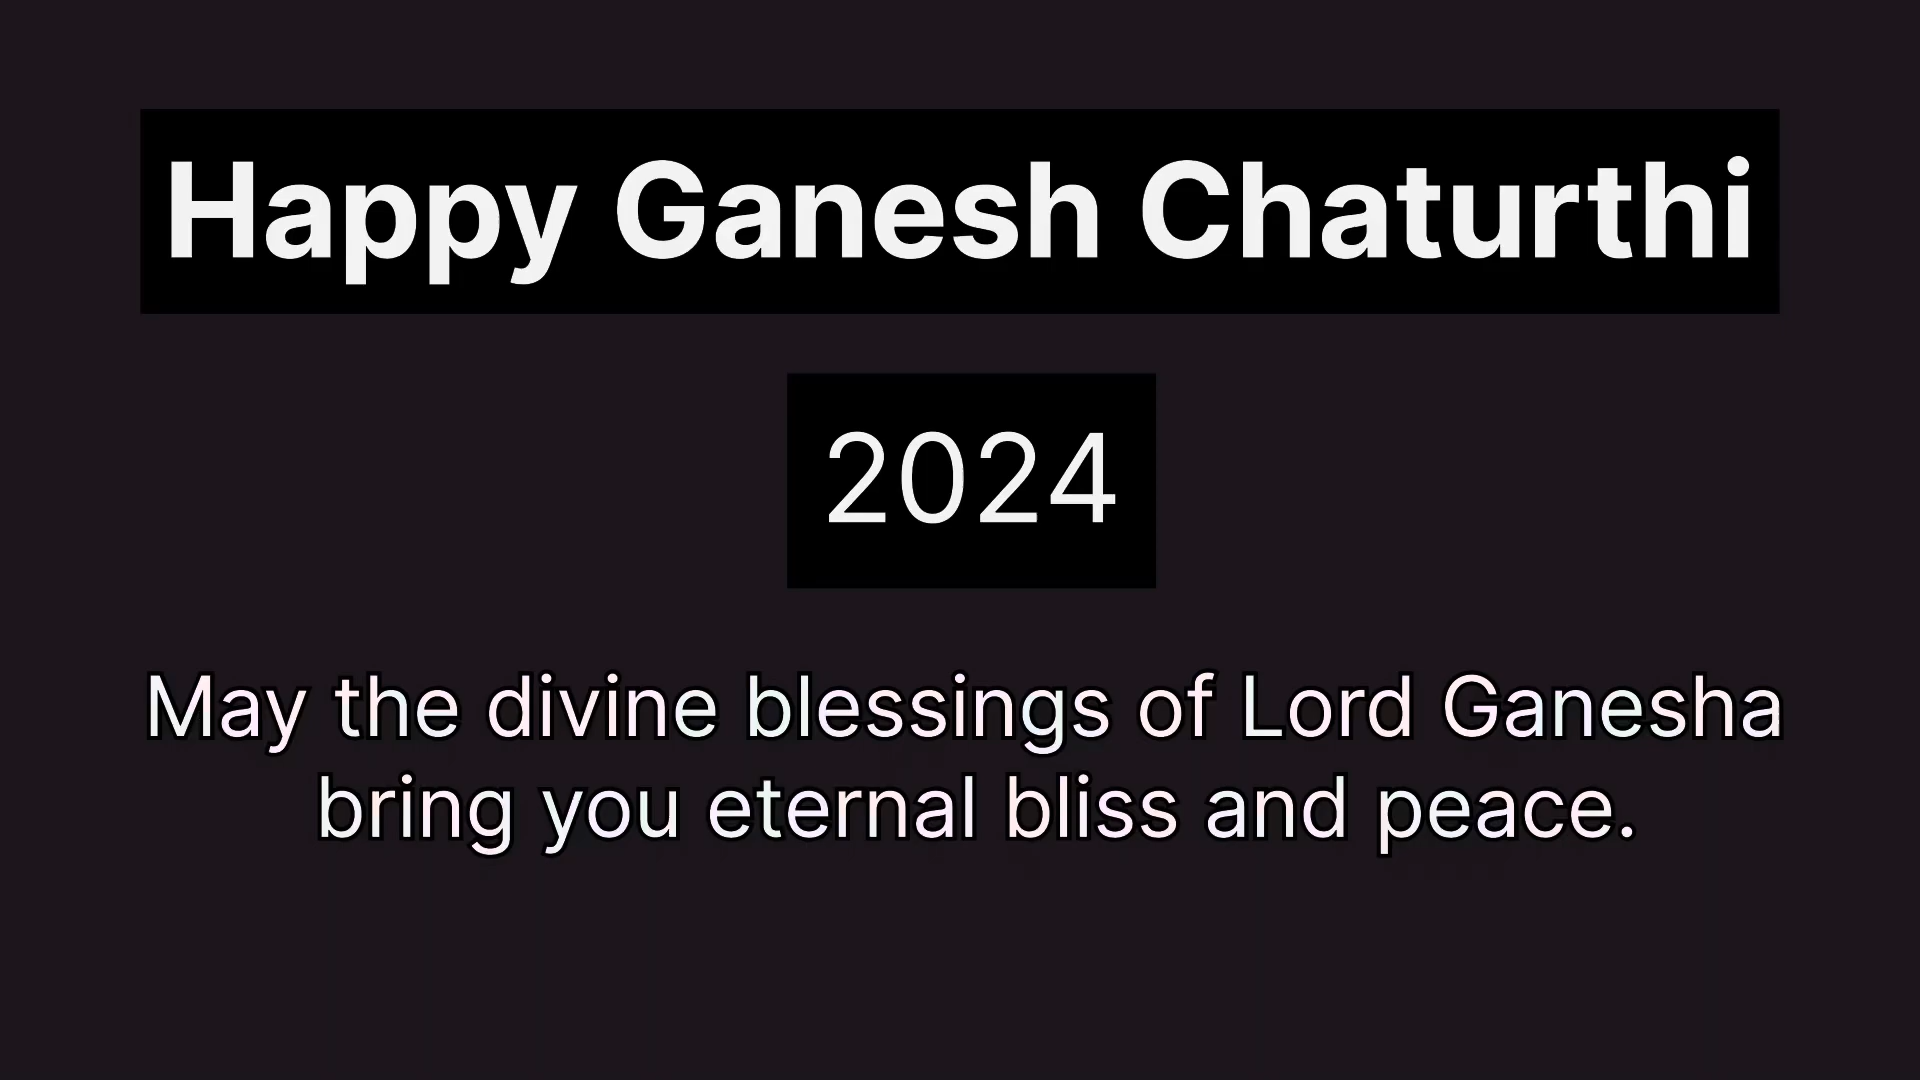 Happy Ganesh Chaturthi
2024
May the divine blessings of Lord Ganesha
bring you eternal bliss and peace.